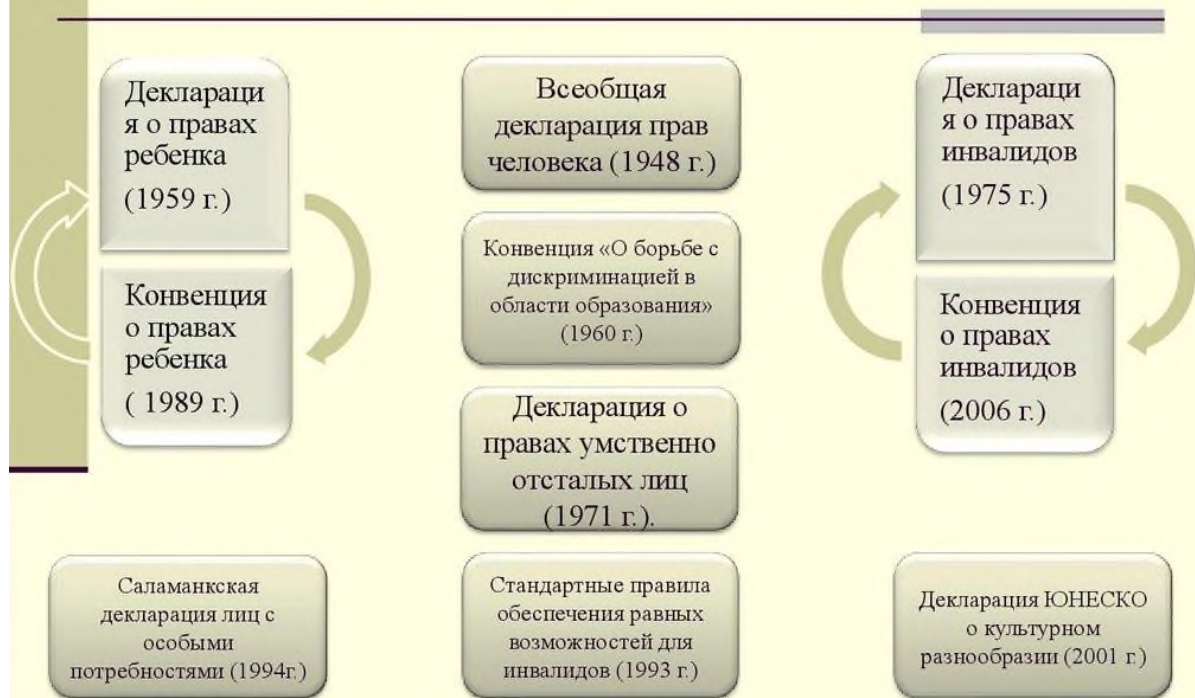 Деклараци
я о правах
ребенка
(1959 г.)
Конвенция
о правах
ребенка
( 1989 г.)
Всеобщая
декларация прав
человека (1948 г.)
Конвенция «О борьбе с
дискриминацией в
области образования»
(1960 г.)
Декларация о
правах умственно
отсталых лиц
(1971 г.).
Деклараци
я о правах
инвалидов
(1975 г.)
Конвенция
о правах
инвалидов
(2006 г.)
Саламанкская
декларация лиц с
особыми
потребностями (1994г.)
Стандартные правила
обеспечения равных
возможностей для
инвалидов (1993 г.)
Декларация ЮНЕСКО
о культурном
разнообразии (2001 г.)